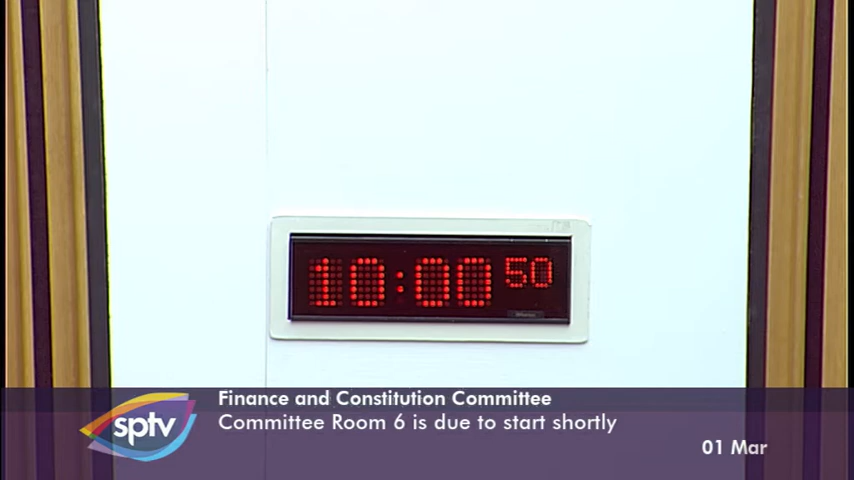 10:00 50
Finance and Constitution Committee
sptv
Committee Room 6 is due to start shortly
01 Mar